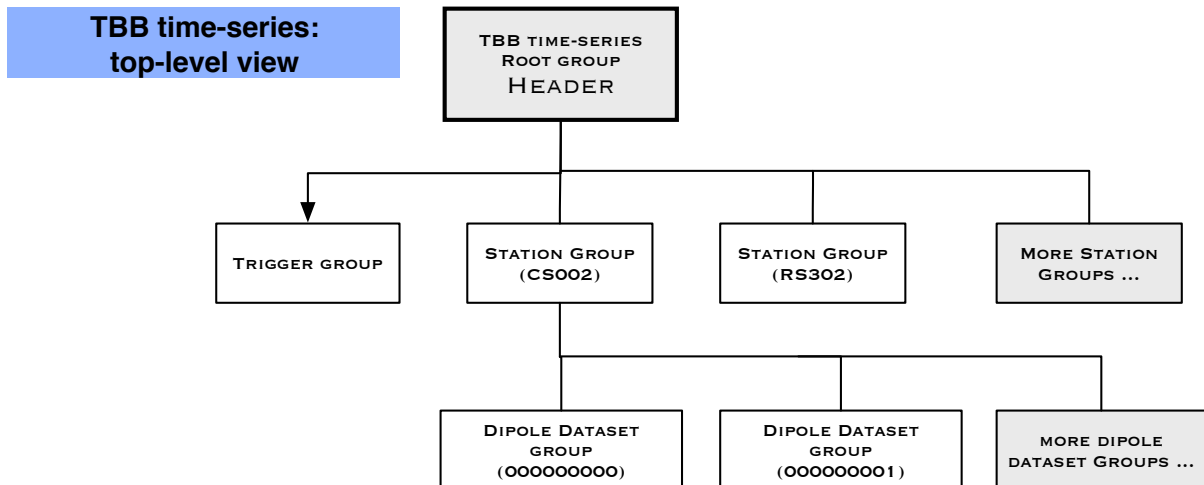 TBB time-series:
top-level view
TBB time-series
Root group
Header
Trigger group
Station Group
(CS002)
Station Group
(RS302)
More Station
Groups ...
Dipole Dataset
group
(000000000)
Dipole Dataset
group
(000000001)
more dipole
dataset Groups ...